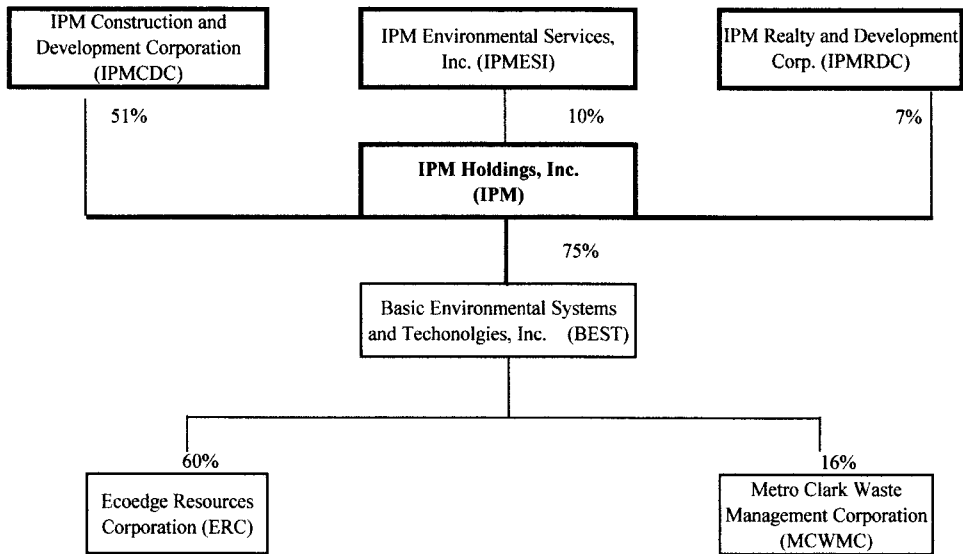 IPM Construction and
Development Corporation
(IPMCDC)
IPM Environmental Services,
Inc. (IPMESI)
IPM Realty and Development
Corp. (IPMRDC)
51%
10%
7%
IPM Holdings, Inc.
(IPM)
75%
Basic Environmental Systems
and Techonolgies, Inc. (BEST)
60%
16%
Ecoedge Resources
Corporation (ERC)
Metro Clark Waste
Management Corporation
(MCWMC)